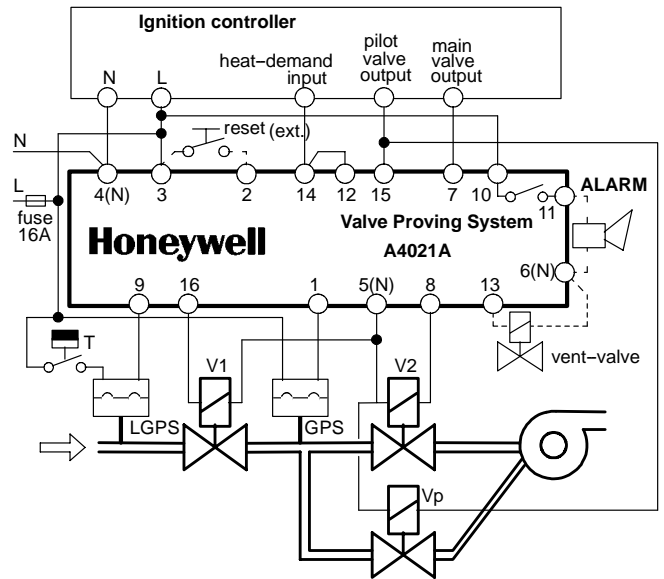 Ignition controller
N
L
heat-demand
input
pilot
valve
output
main
valve
output
reset (ext.)
N
4(N)
3
2
14
12
15
7
10
L
fuse
16A
ALARM
11
Valve Proving System
Honeywell
A4021A
6(N)
9
16
1
5(N)
8
13
T
V1
V2
vent-valve
LGPS
GPS
Vp